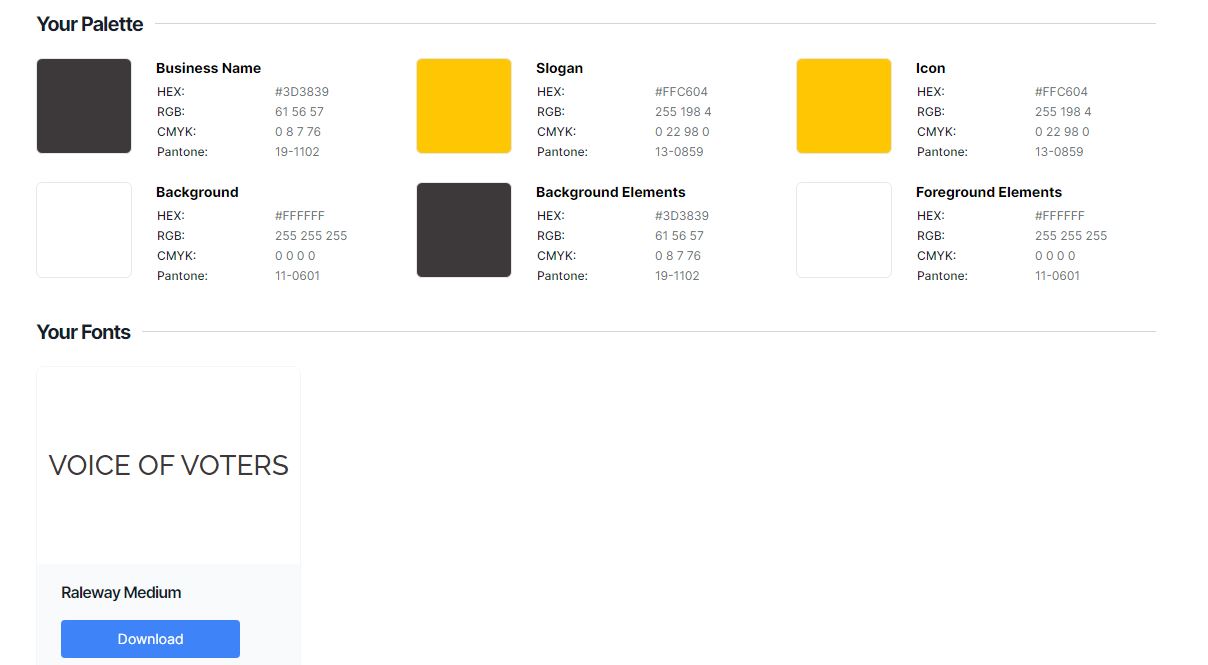 Your Palette
Business Name
HEX: #3D3839
RGB: 61 56 57
CMYK: 0 8 7 76
Pantone: 19-1102
Slogan
HEX: #FFC604
RGB: 255 198 4
CMYK: 0 22 98 0
Pantone: 13-0859
Icon
HEX: #FFC604
RGB: 255 198 4
CMYK: 0 22 98 0
Pantone: 13-0859
Background
HEX: #FFFFFF
RGB: 255 255 255
CMYK: 0 0 0 0
Pantone: 11-0601
Background Elements
HEX: #3D3839
RGB: 61 56 57
CMYK: 0 8 7 76
Pantone: 19-1102
Foreground Elements
HEX: #FFFFFF
RGB: 255 255 255
CMYK: 0 0 0 0
Pantone: 11-0601
Your Fonts
VOICE OF VOTERS
Raleway Medium
Download